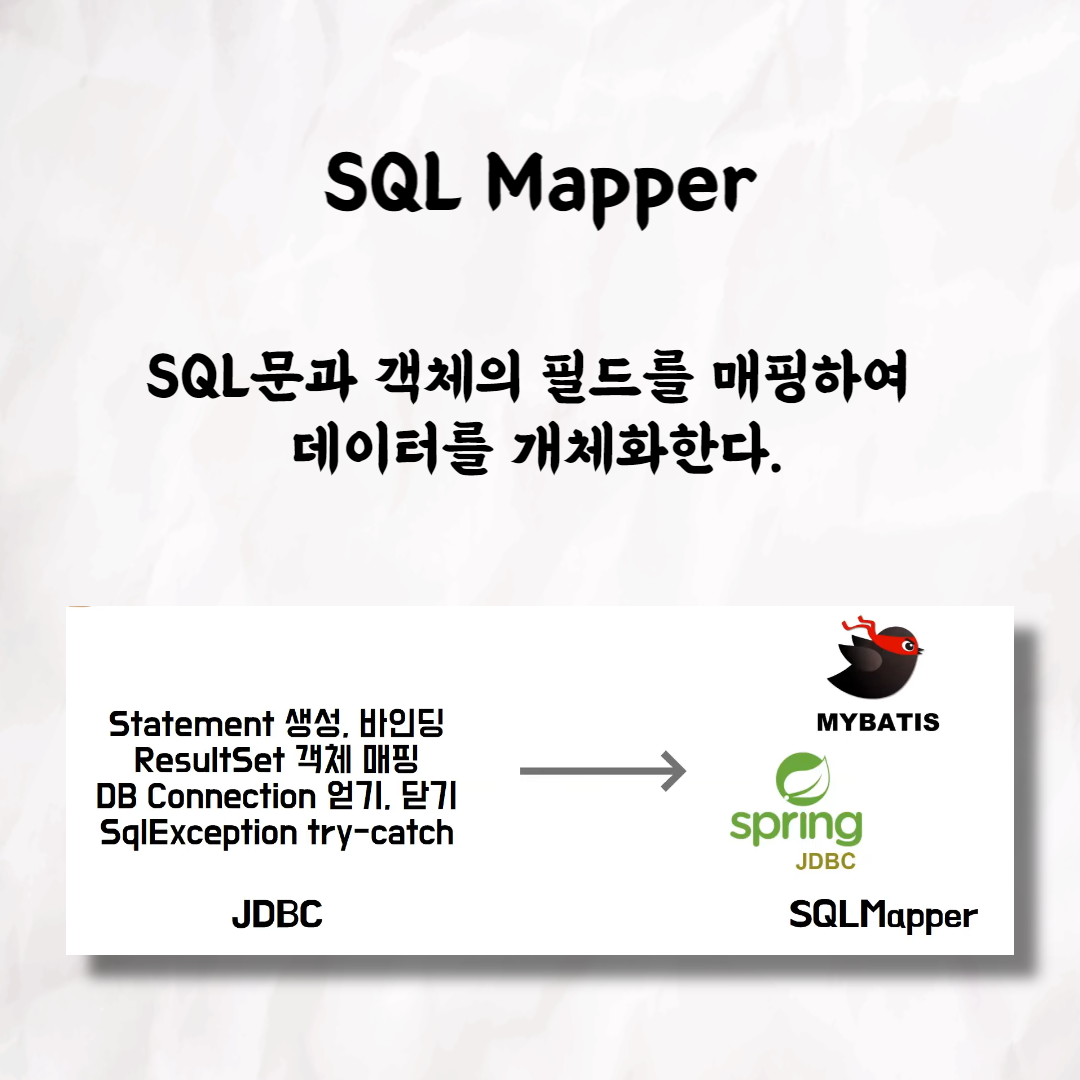 SQL Mapper
SQL문과 객체의 필드를 매핑하여
데이터를 개체화한다.
Statement 생성, 바인딩
ResultSet 객체 매핑
DB Connection 얻기, 닫기
SqlException try-catch
JDBC
MYBATIS
spring
JDBC
SQLMapper